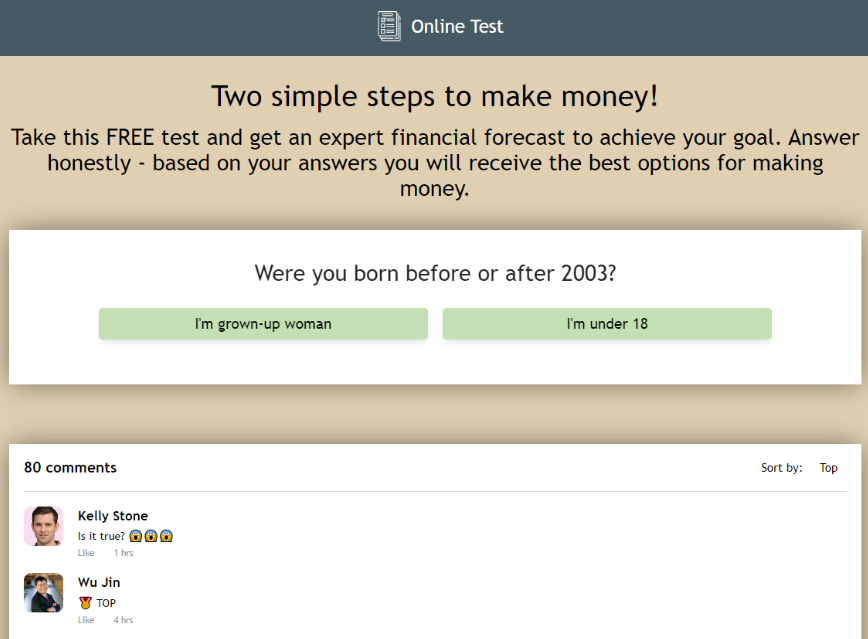 Online Test
Two simple steps to make money!
Take this FREE test and get an expert financial forecast to achieve your goal. Answer
honestly - based on your answers you will receive the best options for making
money.
Were you born before or after 2003?
I'm grown-up woman
I'm under 18
80 comments
Sort by: Top
Kelly Stone
Is it true? 😱😱😱
Like 1 hrs
Wu Jin
🏅 TOP
Like 4 hrs